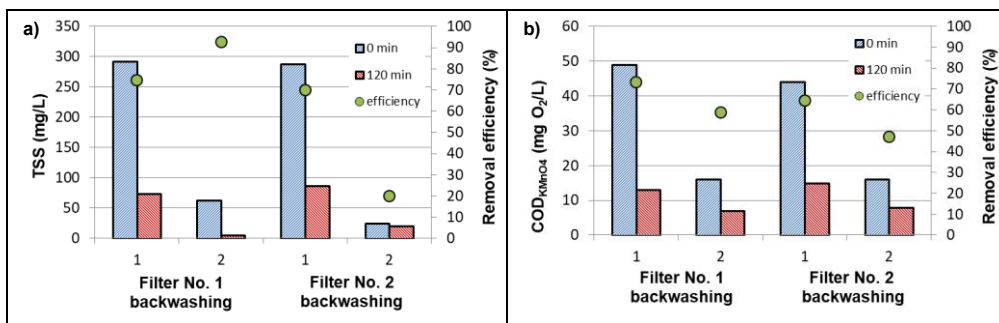 a)
TSS (mg/L)
350
300
250
200
150
100
50
0
0 min
120 min
efficiency
100
90
80
70
60
50
40
30
20
10
0
Removal efficiency (%)
1 2 1 2
Filter No. 1 Filter No. 2
backwashing backwashing
b)
COD_KMnO4 (mg O₂/L)
60
50
40
30
20
10
0
0 min
120 min
efficiency
100
90
80
70
60
50
40
30
20
10
0
Removal efficiency (%)
1 2 1 2
Filter No. 1 Filter No. 2
backwashing backwashing